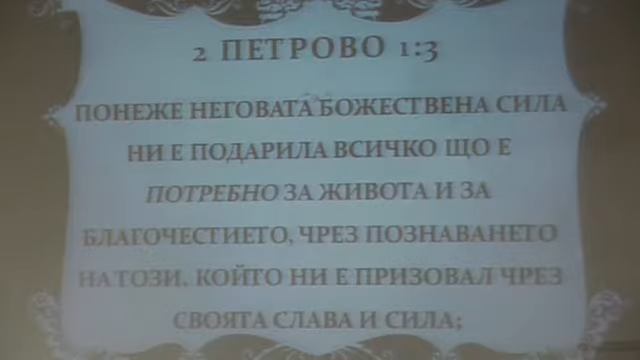 2 ПЕТРОВО 1:3
ПОНЕЖЕ НЕГОВАТА БОЖЕСТВЕНА СИЛА
НИ Е ПОДАРИЛА ВСИЧКО ЩО Е
ПОТРЕБНО ЗА ЖИВОТА И ЗА
БЛАГОЧЕСТИЕТО, ЧРЕЗ ПОЗНАВАНЕТО
НА ТОЗИ, КОЙТО НИ Е ПРИЗОВАЛ ЧРЕЗ
СВОЯТА СЛАВА И СИЛА;